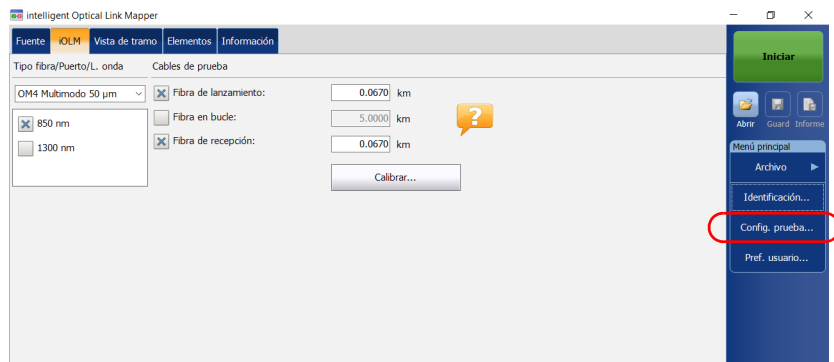 intelligent Optical Link Mapper
Fuente iOLM Vista de tramo Elementos Información
Tipo fibra/Puerto/L. onda Cables de prueba
OM4 Multimodo 50 µm
850 nm
1300 nm
Fibra de lanzamiento: 0.0670 km
Fibra en bucle: 5.0000 km
Fibra de recepción: 0.0670 km
Calibrar...
?
Iniciar
Abrir Guard Informe
Menú principal
Archivo
Identificación...
Config. prueba...
Pref. usuario...